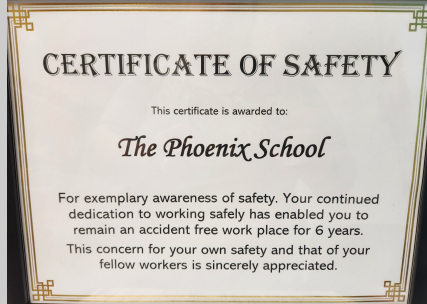 CERTIFICATE OF SAFETY
This certificate is awarded to:
The Phoenix School
For exemplary awareness of safety. Your continued
dedication to working safely has enabled you to
remain an accident free work place for 6 years.
This concern for your own safety and that of your
fellow workers is sincerely appreciated.